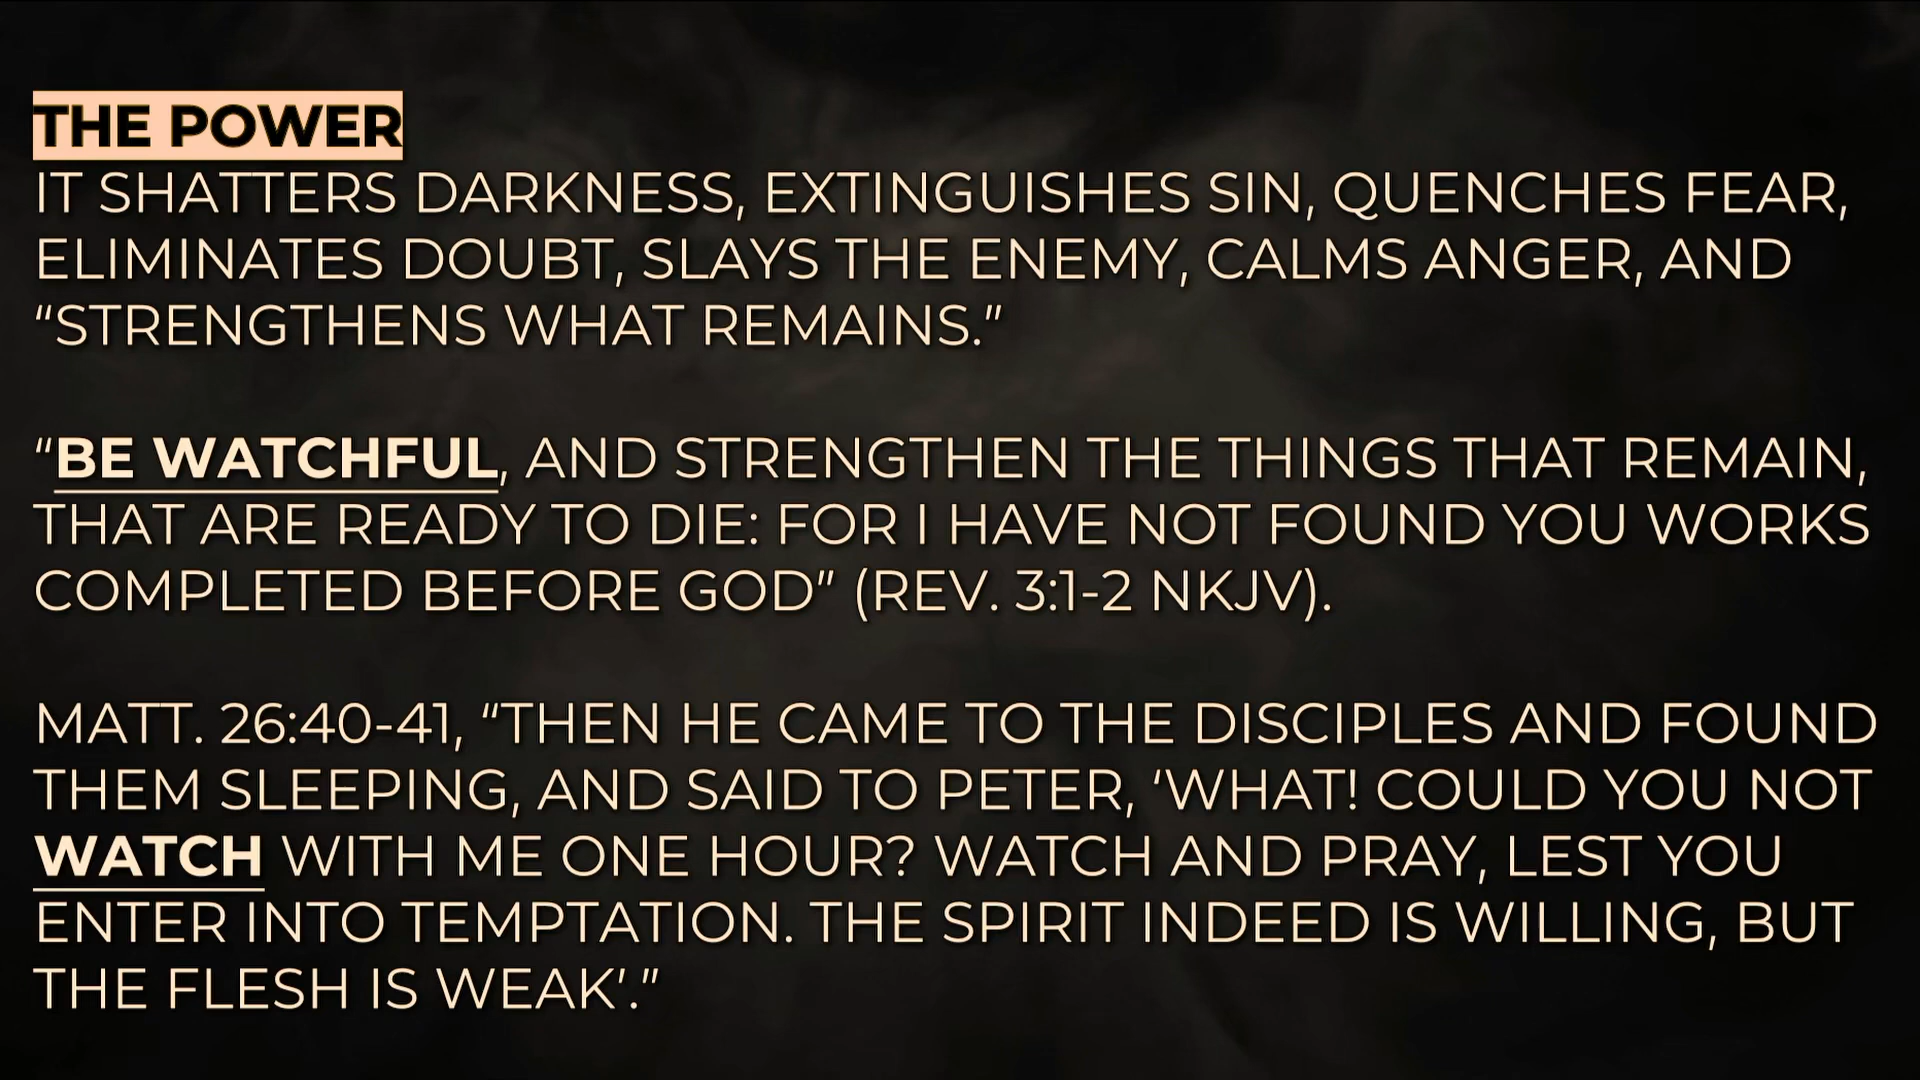 THE POWER
IT SHATTERS DARKNESS, EXTINGUISHES SIN, QUENCHES FEAR,
ELIMINATES DOUBT, SLAYS THE ENEMY, CALMS ANGER, AND
“STRENGTHENS WHAT REMAINS.”
“BE WATCHFUL, AND STRENGTHEN THE THINGS THAT REMAIN,
THAT ARE READY TO DIE: FOR I HAVE NOT FOUND YOU WORKS
COMPLETED BEFORE GOD” (REV. 3:1-2 NKJV).
MATT. 26:40-41, “THEN HE CAME TO THE DISCIPLES AND FOUND
THEM SLEEPING, AND SAID TO PETER, ‘WHAT! COULD YOU NOT
WATCH WITH ME ONE HOUR? WATCH AND PRAY, LEST YOU
ENTER INTO TEMPTATION. THE SPIRIT INDEED IS WILLING, BUT
THE FLESH IS WEAK’.”